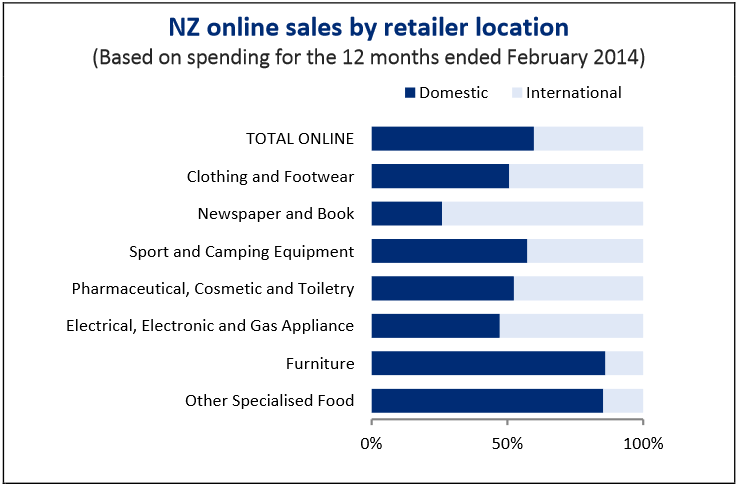 NZ online sales by retailer location
(Based on spending for the 12 months ended February 2014)
Domestic International
TOTAL ONLINE
Clothing and Footwear
Newspaper and Book
Sport and Camping Equipment
Pharmaceutical, Cosmetic and Toiletry
Electrical, Electronic and Gas Appliance
Furniture
Other Specialised Food
0% 50% 100%